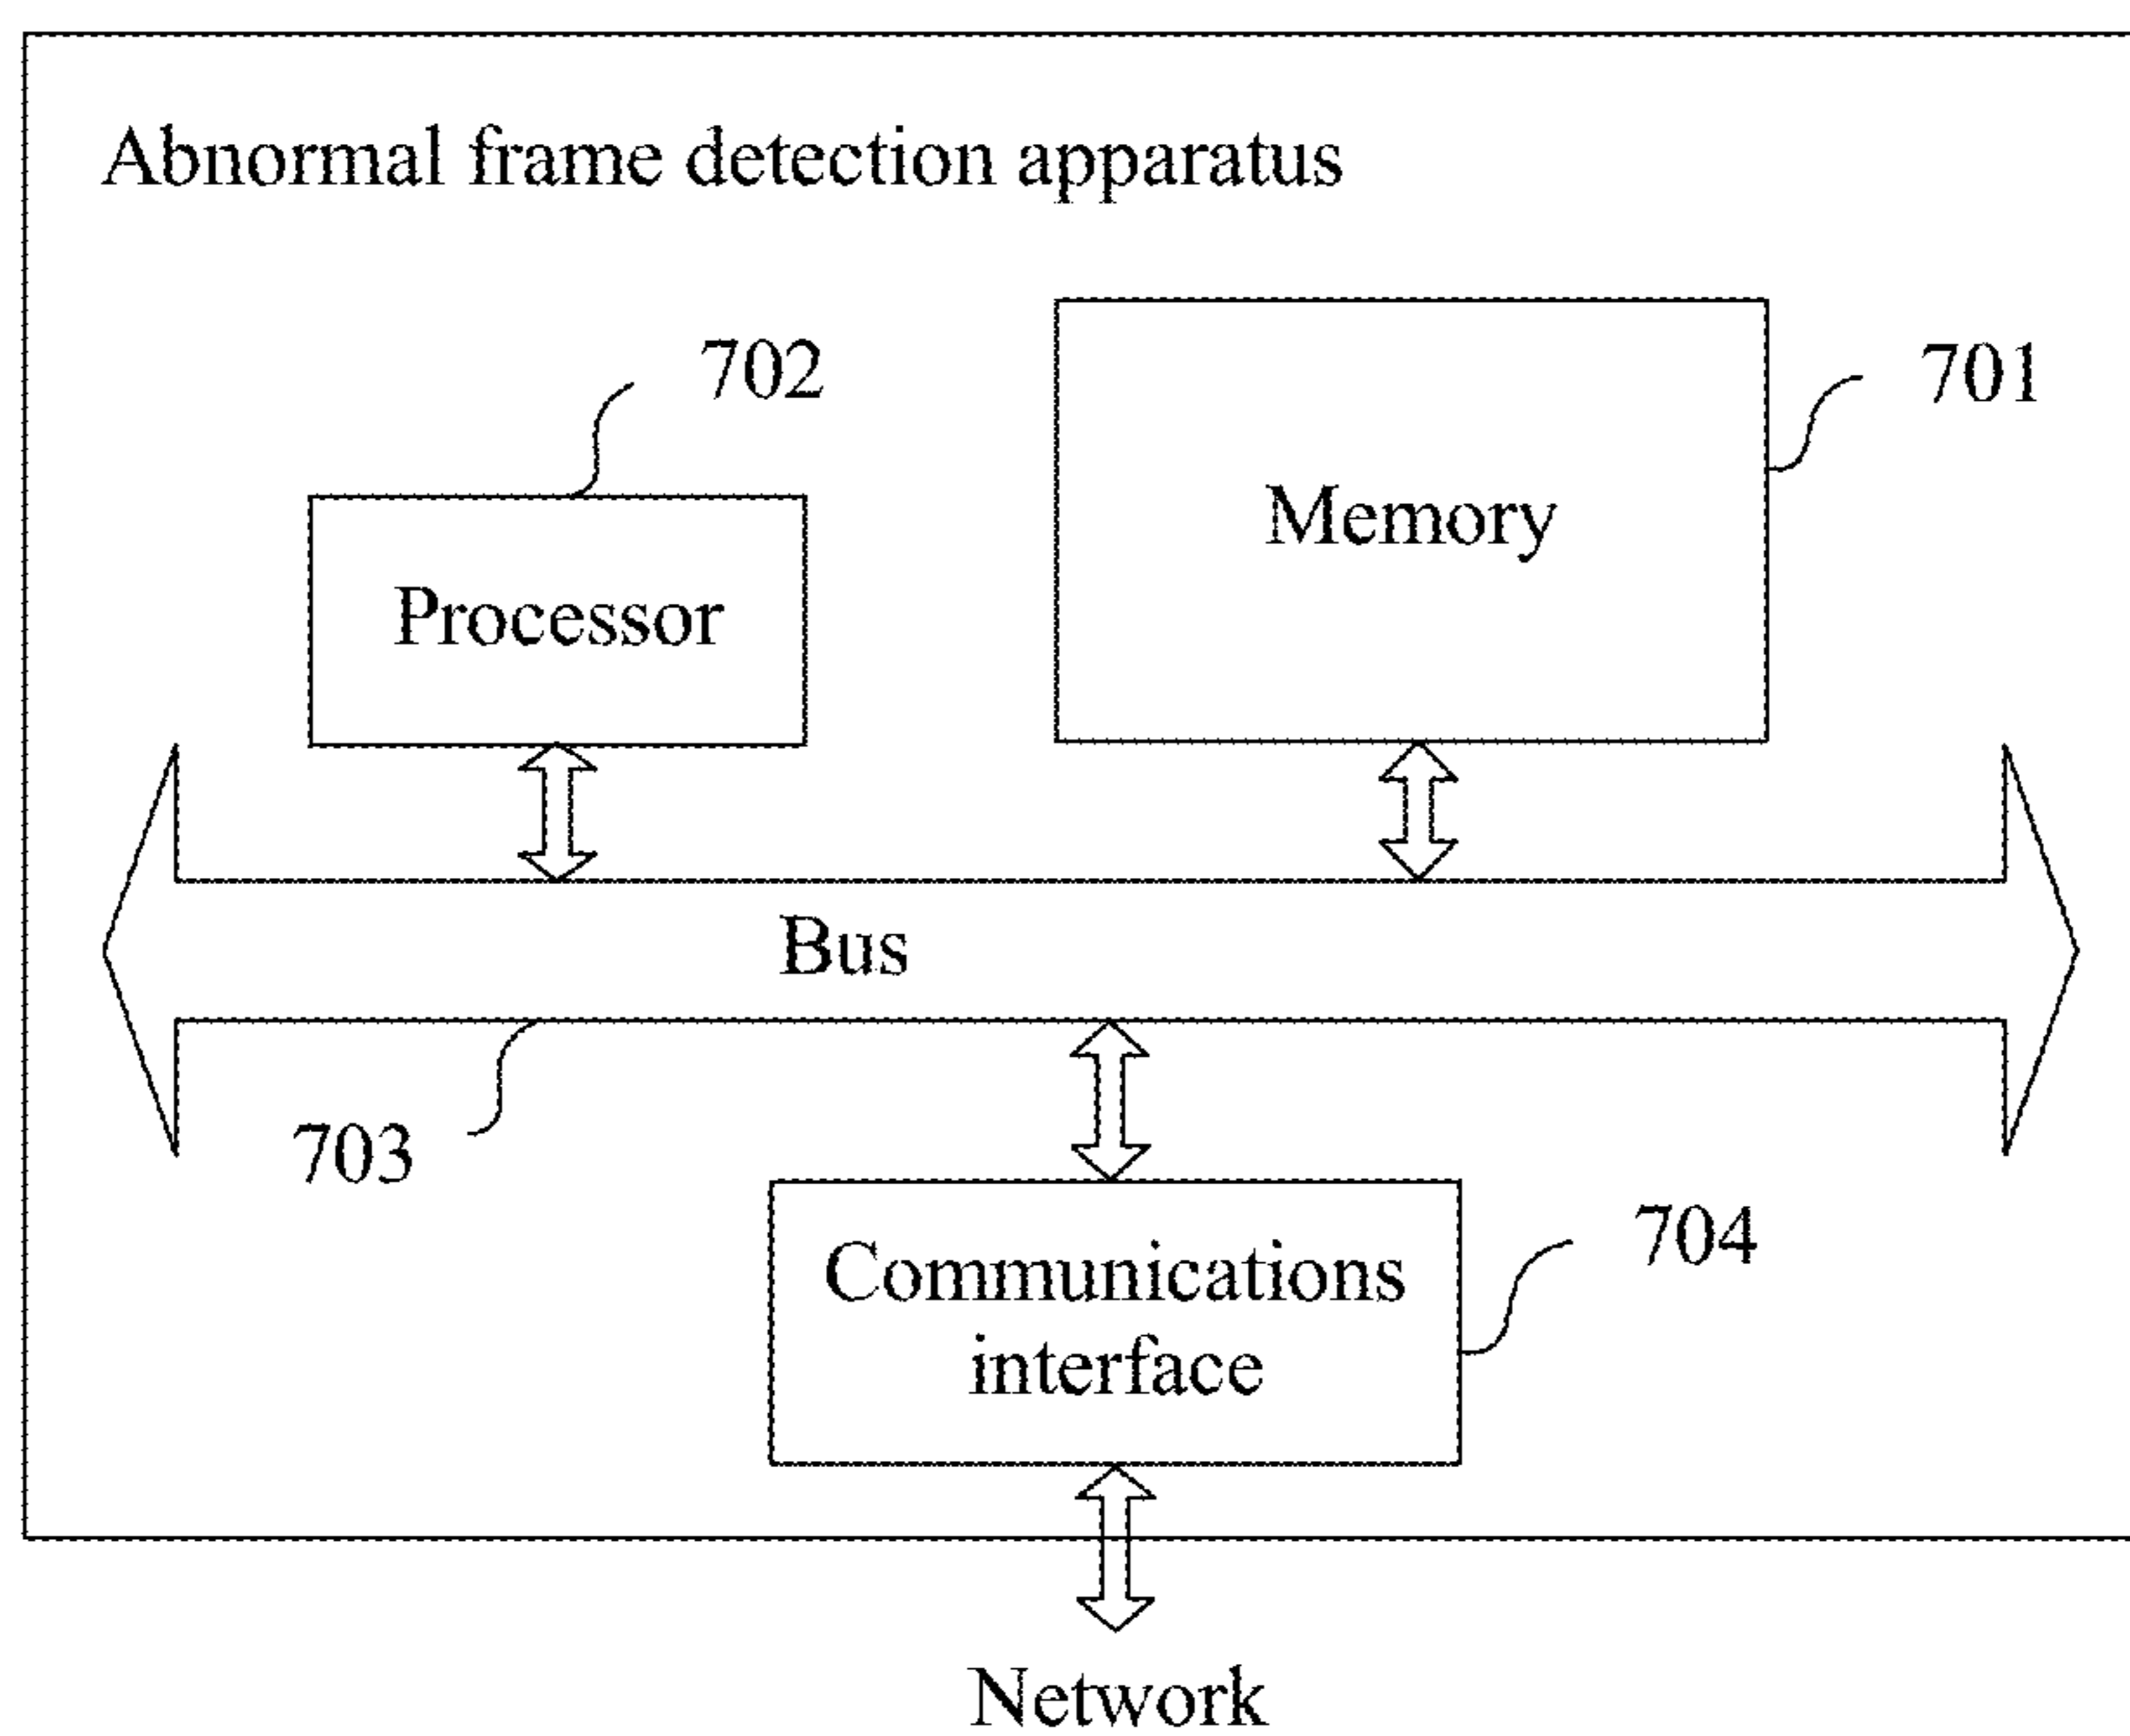 Abnormal frame detection apparatus
702
701
Memory
Processor
Bus
703
704
Communications
interface
Network